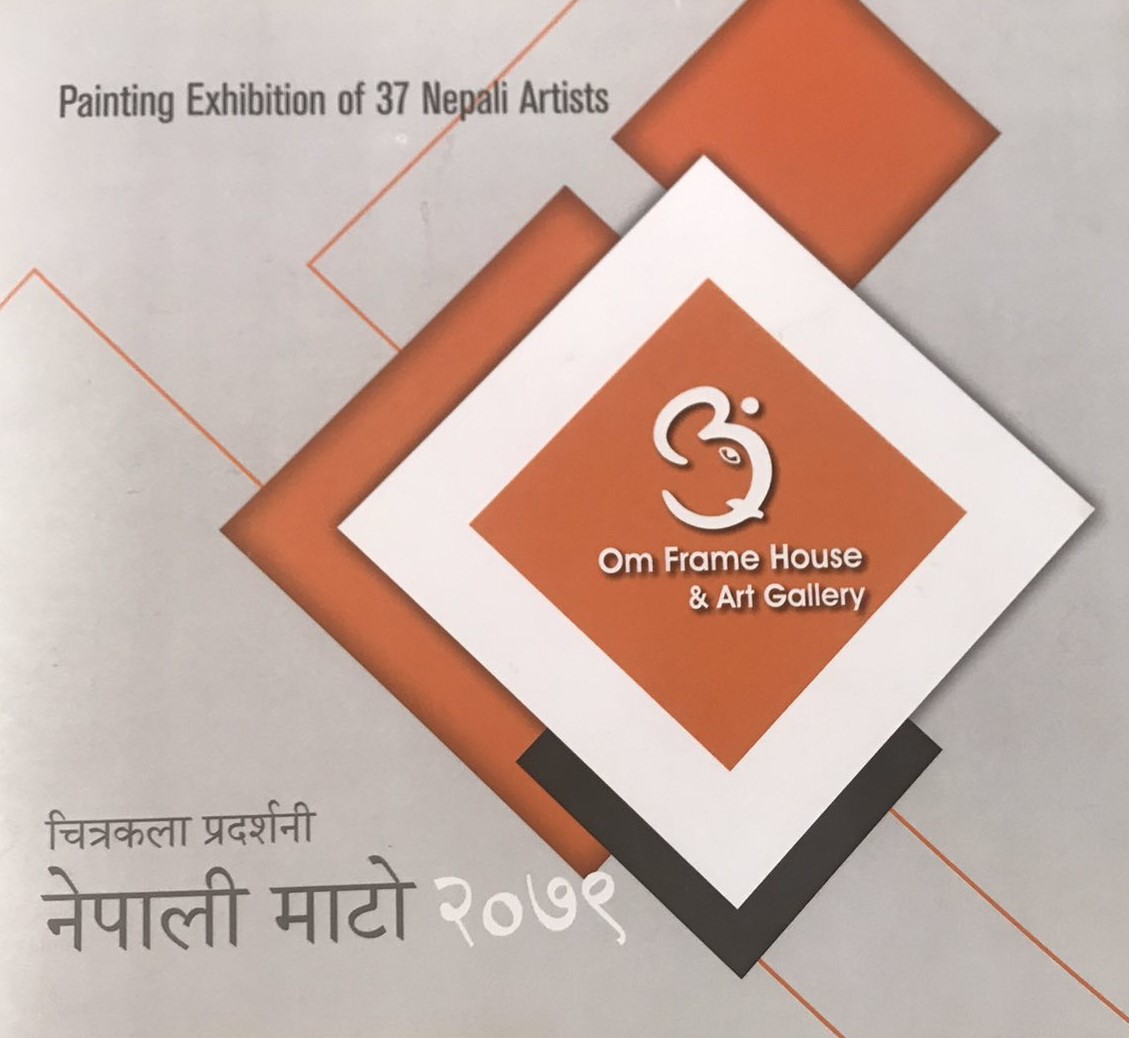 Painting Exhibition of 37 Nepali Artists
Om Frame House
& Art Gallery
चित्रकला प्रदर्शनी
नेपाली माटो २०७९